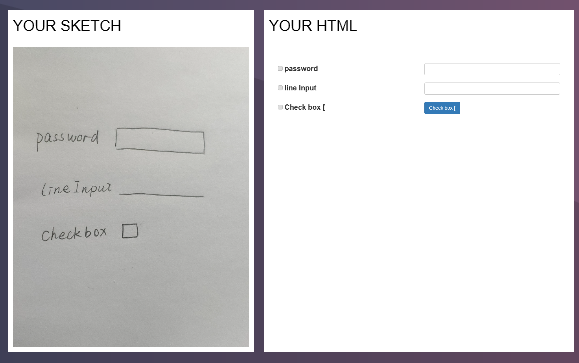 YOUR SKETCH
password
line Input
Checkbox
YOUR HTML
password
line Input
Check box [
Check box [